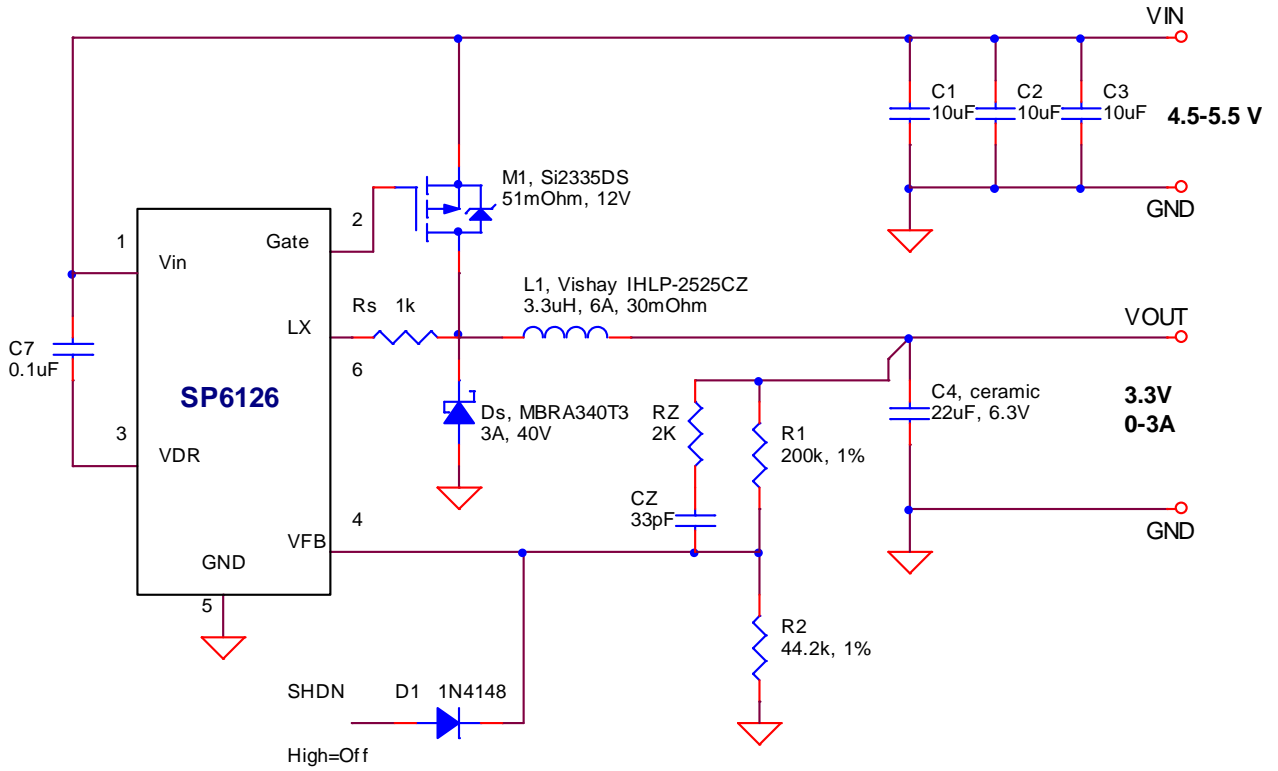 VIN
C1
10uF
C2
10uF
C3
10uF
4.5-5.5 V
GND
M1, Si2335DS
51mOhm, 12V
1
Vin
2
Gate
L1, Vishay IHLP-2525CZ
3.3uH, 6A, 30mOhm
Rs 1k
LX
6
VOUT
C7
0.1uF
SP6126
Ds, MBRA340T3
3A, 40V
RZ
2K
R1
200k, 1%
C4, ceramic
22uF, 6.3V
3.3V
0-3A
3
VDR
CZ
33pF
4
VFB
GND
GND
5
R2
44.2k, 1%
SHDN
D1 1N4148
High=Off